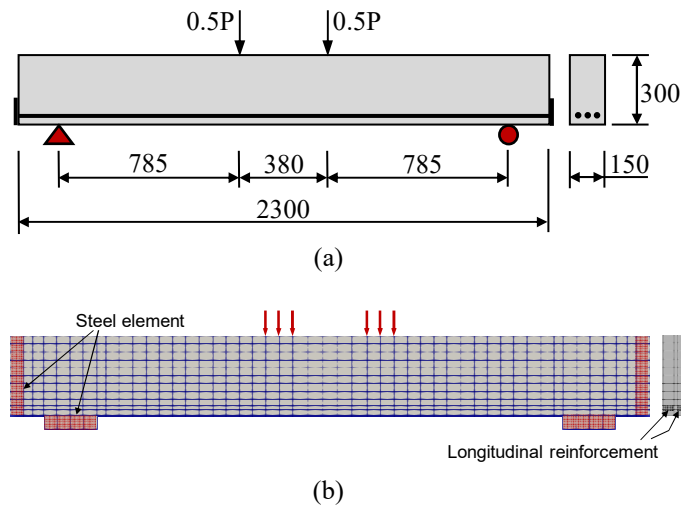 0.5P 0.5P
300
785 380 785 150
2300
(a)
Steel element
Longitudinal reinforcement
(b)